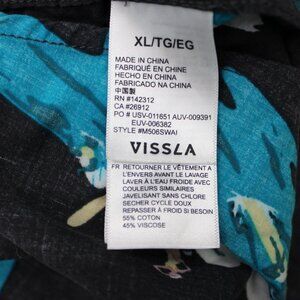 XL/TG/EG
MADE IN CHINA
FABRIQUÉ EN CHINE
HECHO EN CHINA
FABRICADO NA CHINA
中国製
RN #142312
CA #26912
PO # USV-011651 AUV-009391
EUV-006382
STYLE #M506SWAI
VISSLA
FR RETOURNER LE VÊTEMENT À
L'ENVERS AVANT LE LAVAGE
LAVER À L'EAU FROIDE AVEC
COULEURS SIMILAIRES
JAVELISANT SANS CHLORE
SECHER CYCLE DOUX
REPASSER À FROID SI BESOIN
55% COTON
45% VISCOSE